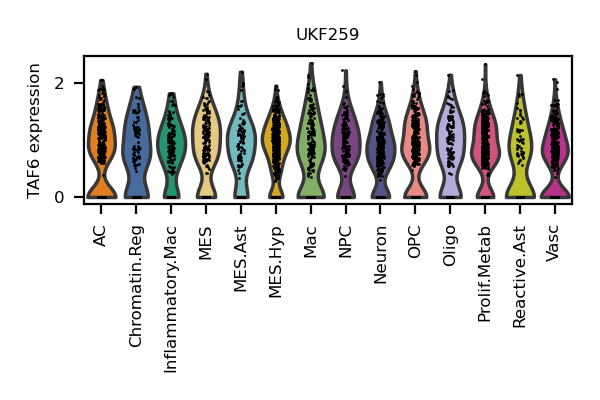 UKF259
TAF6 expression
2
0
AC
Chromatin.Reg
Inflammatory.Mac
MES
MES.Ast
MES.Hyp
Mac
NPC
Neuron
OPC
Oligo
Prolif.Metab
Reactive.Ast
Vasc